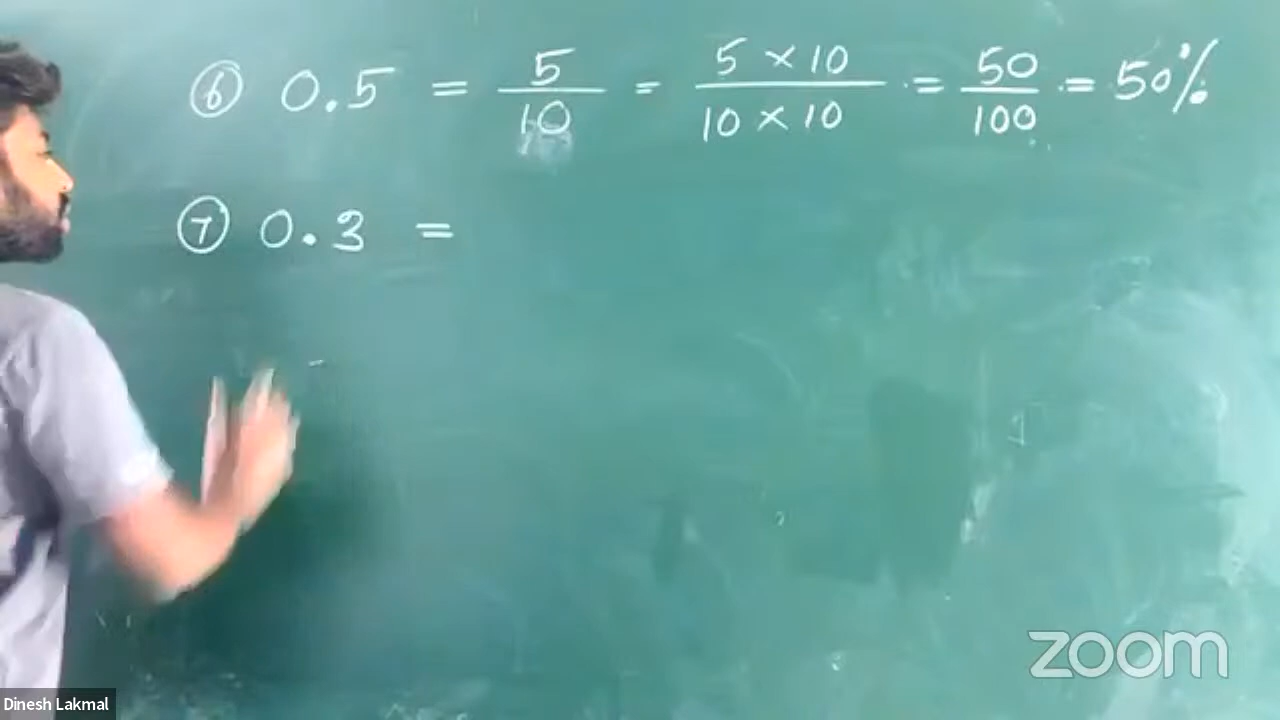 ⑥ 0.5 = 5/10 = 5 × 10/10 × 10 = 50/100 = 50%
⑦ 0.3 =
zoom
Dinesh Lakmal